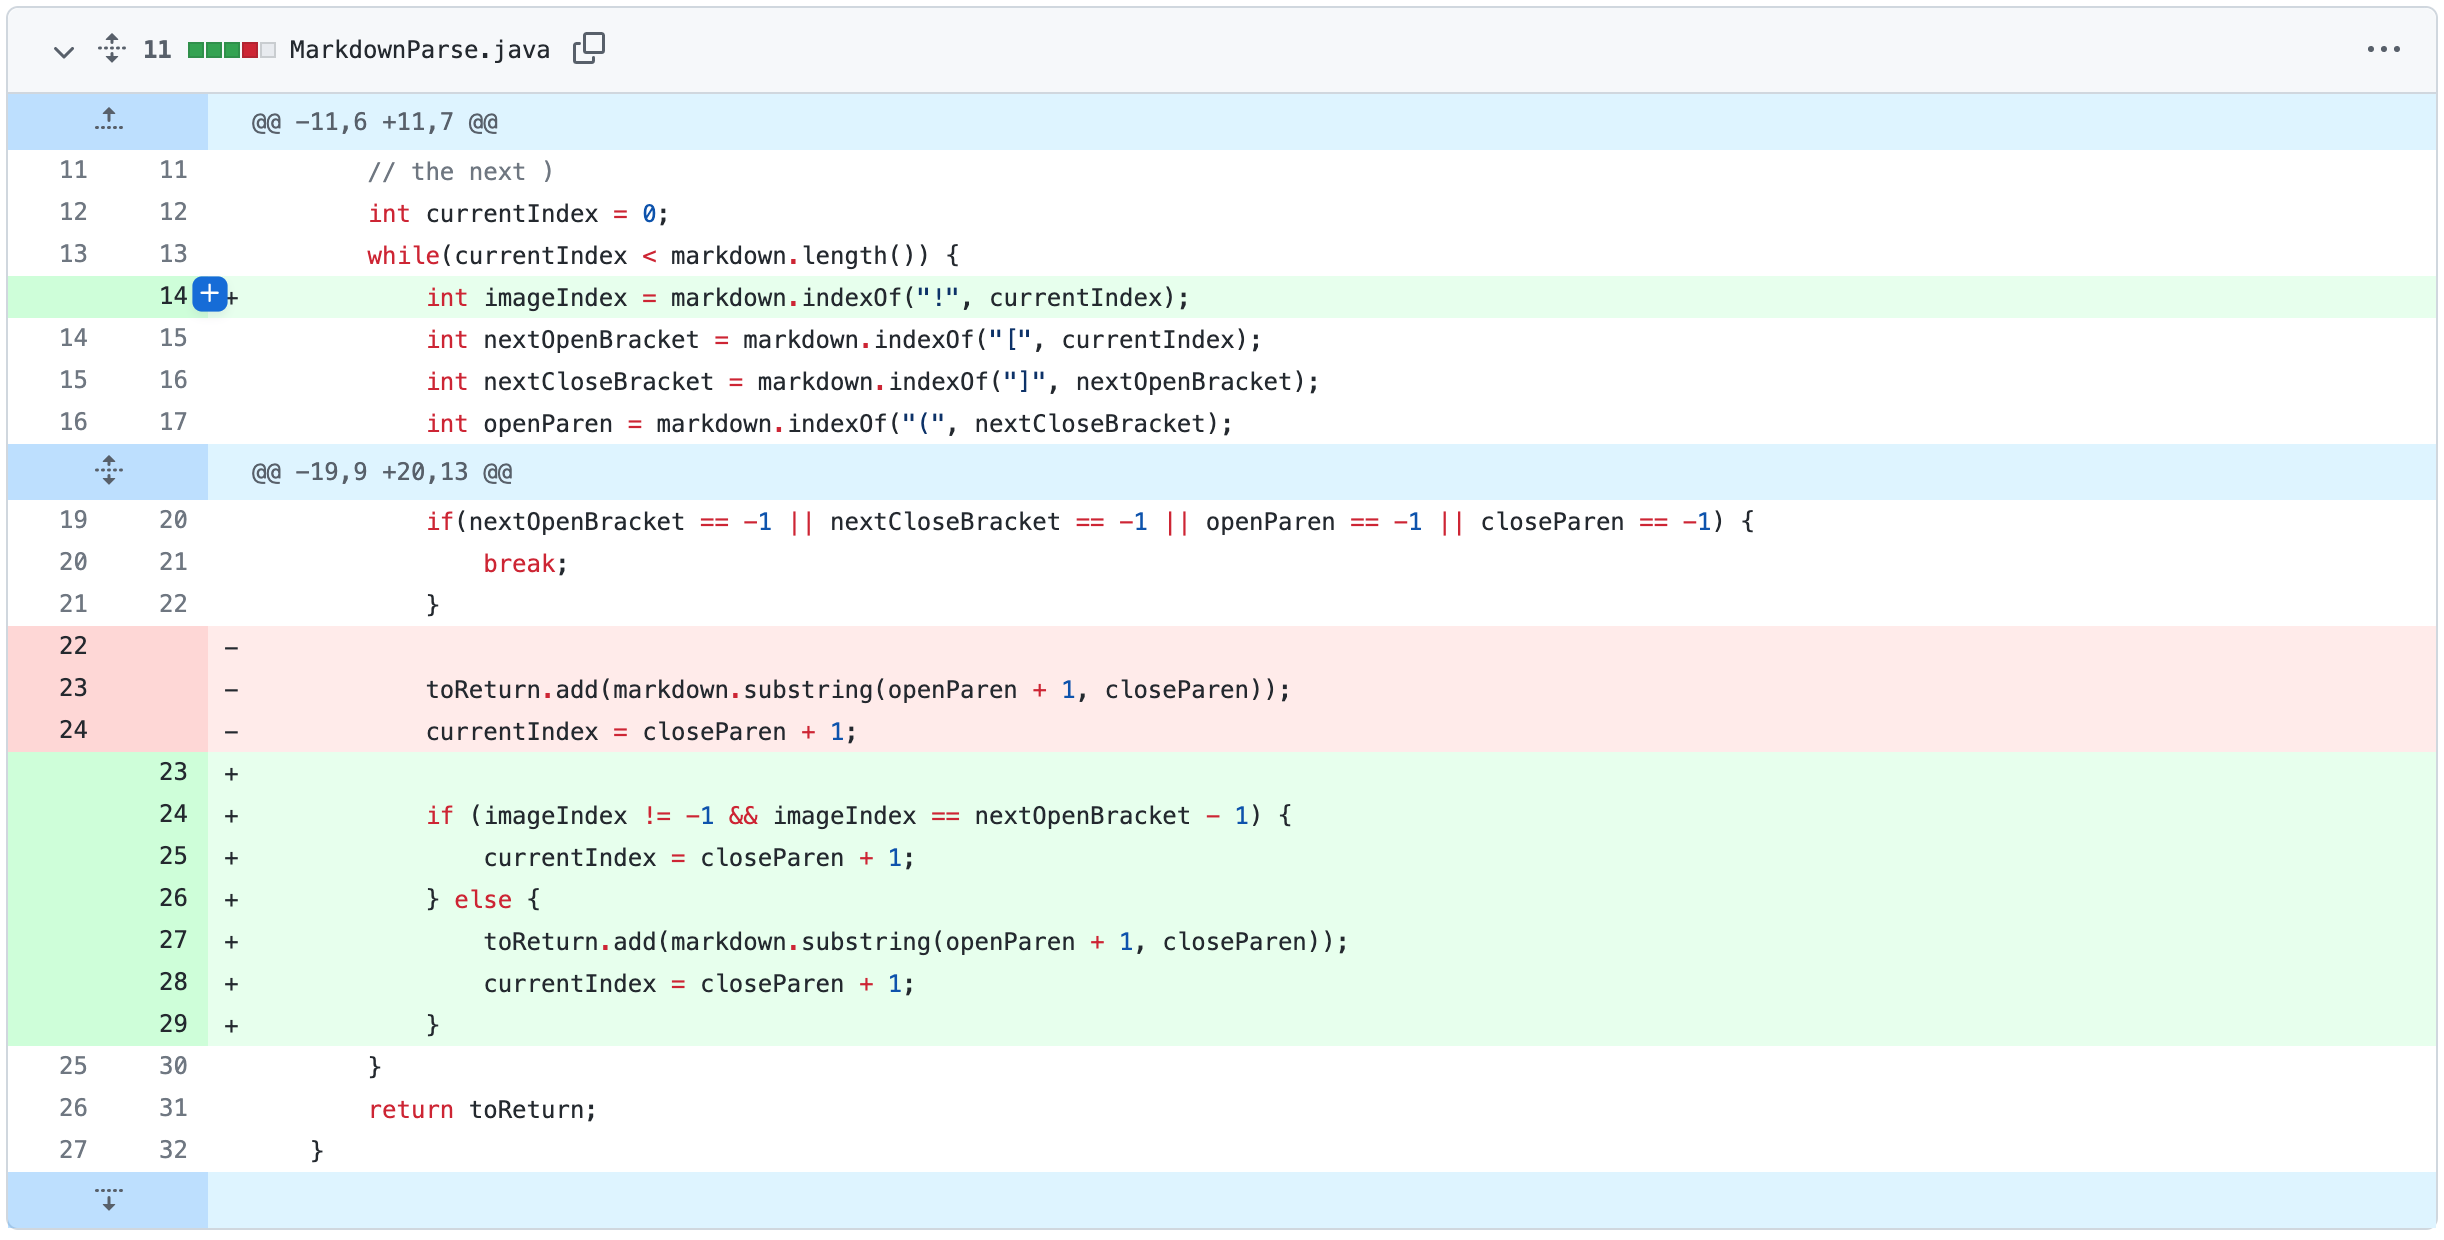 11 MarkdownParse.java
@@ -11,6 +11,7 @@
11 11 // the next )
12 12 int currentIndex = 0;
13 13 while(currentIndex < markdown.length()) {
14 + int imageIndex = markdown.indexOf("!", currentIndex);
14 15 int nextOpenBracket = markdown.indexOf("[", currentIndex);
15 16 int nextCloseBracket = markdown.indexOf("]", nextOpenBracket);
16 17 int openParen = markdown.indexOf("(", nextCloseBracket);
@@ -19,9 +20,13 @@
19 20 if(nextOpenBracket == -1 || nextCloseBracket == -1 || openParen == -1 || closeParen == -1) {
20 21 break;
21 22 }
22 -
23 - toReturn.add(markdown.substring(openParen + 1, closeParen));
24 - currentIndex = closeParen + 1;
23 +
24 + if (imageIndex != -1 && imageIndex == nextOpenBracket - 1) {
25 + currentIndex = closeParen + 1;
26 + } else {
27 + toReturn.add(markdown.substring(openParen + 1, closeParen));
28 + currentIndex = closeParen + 1;
29 + }
25 30 }
26 31 return toReturn;
27 32 }